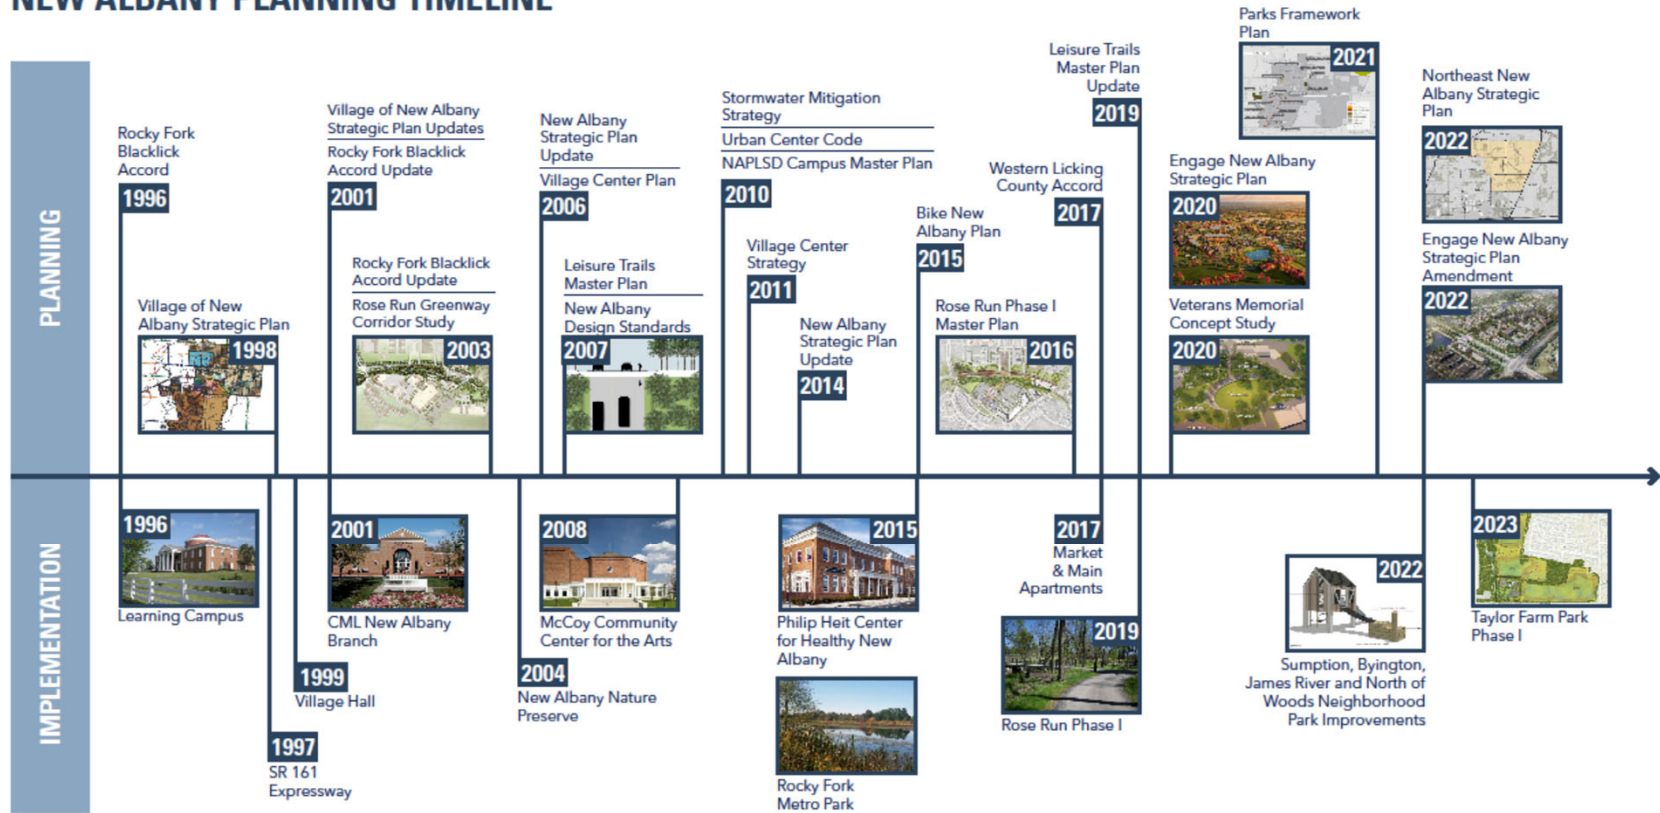 NEW ALBANY PLANNING TIMELINE
PLANNING
Rocky Fork
Blacklick
Accord
1996
Village of New
Albany Strategic Plan
1998
Village of New Albany
Strategic Plan Updates
Rocky Fork Blacklick
Accord Update
2001
Rocky Fork Blacklick
Accord Update
Rose Run Greenway
Corridor Study
2003
New Albany
Strategic Plan
Update
Village Center Plan
2006
Leisure Trails
Master Plan
New Albany
Design Standards
2007
Stormwater Mitigation
Strategy
Urban Center Code
NAPLSD Campus Master Plan
2010
Village Center
Strategy
2011
New Albany
Strategic Plan
Update
2014
Bike New
Albany Plan
2015
Rose Run Phase I
Master Plan
2016
Western Licking
County Accord
2017
Leisure Trails
Master Plan
Update
2019
Engage New Albany
Strategic Plan
2020
Veterans Memorial
Concept Study
2020
Parks Framework
Plan
2021
Northeast New
Albany Strategic
Plan
2022
Engage New Albany
Strategic Plan
Amendment
2022
IMPLEMENTATION
1996
Learning Campus
1997
SR 161
Expressway
1999
Village Hall
2001
CML New Albany
Branch
2004
New Albany Nature
Preserve
2008
McCoy Community
Center for the Arts
2015
Philip Heit Center
for Healthy New
Albany
Rocky Fork
Metro Park
2017
Market
& Main
Apartments
2019
Rose Run Phase I
2022
Sumption, Byington,
James River and North of
Woods Neighborhood
Park Improvements
2023
Taylor Farm Park
Phase I